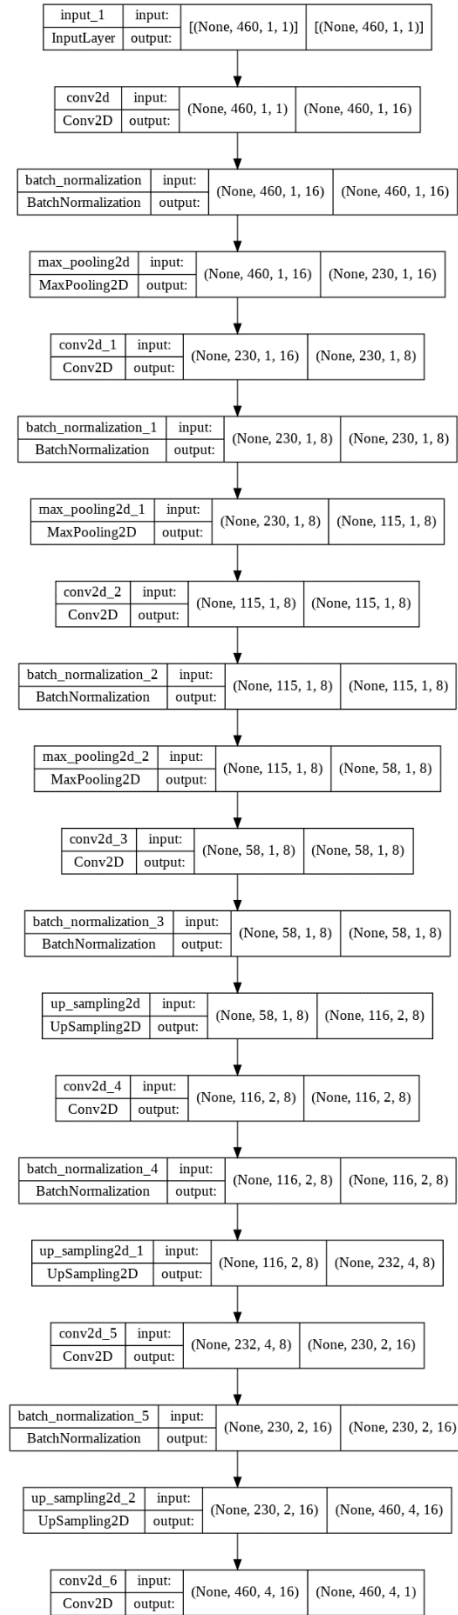 input_1 input: [(None, 460, 1, 1)] [(None, 460, 1, 1)]
InputLayer output:
conv2d input: (None, 460, 1, 1) (None, 460, 1, 16)
Conv2D output:
batch_normalization input: (None, 460, 1, 16) (None, 460, 1, 16)
BatchNormalization output:
max_pooling2d input: (None, 460, 1, 16) (None, 230, 1, 16)
MaxPooling2D output:
conv2d_1 input: (None, 230, 1, 16) (None, 230, 1, 8)
Conv2D output:
batch_normalization_1 input: (None, 230, 1, 8) (None, 230, 1, 8)
BatchNormalization output:
max_pooling2d_1 input: (None, 230, 1, 8) (None, 115, 1, 8)
MaxPooling2D output:
conv2d_2 input: (None, 115, 1, 8) (None, 115, 1, 8)
Conv2D output:
batch_normalization_2 input: (None, 115, 1, 8) (None, 115, 1, 8)
BatchNormalization output:
max_pooling2d_2 input: (None, 115, 1, 8) (None, 58, 1, 8)
MaxPooling2D output:
conv2d_3 input: (None, 58, 1, 8) (None, 58, 1, 8)
Conv2D output:
batch_normalization_3 input: (None, 58, 1, 8) (None, 58, 1, 8)
BatchNormalization output:
up_sampling2d input: (None, 58, 1, 8) (None, 116, 2, 8)
UpSampling2D output:
conv2d_4 input: (None, 116, 2, 8) (None, 116, 2, 8)
Conv2D output:
batch_normalization_4 input: (None, 116, 2, 8) (None, 116, 2, 8)
BatchNormalization output:
up_sampling2d_1 input: (None, 116, 2, 8) (None, 232, 4, 8)
UpSampling2D output:
conv2d_5 input: (None, 232, 4, 8) (None, 230, 2, 16)
Conv2D output:
batch_normalization_5 input: (None, 230, 2, 16) (None, 230, 2, 16)
BatchNormalization output:
up_sampling2d_2 input: (None, 230, 2, 16) (None, 460, 4, 16)
UpSampling2D output:
conv2d_6 input: (None, 460, 4, 16) (None, 460, 4, 1)
Conv2D output: